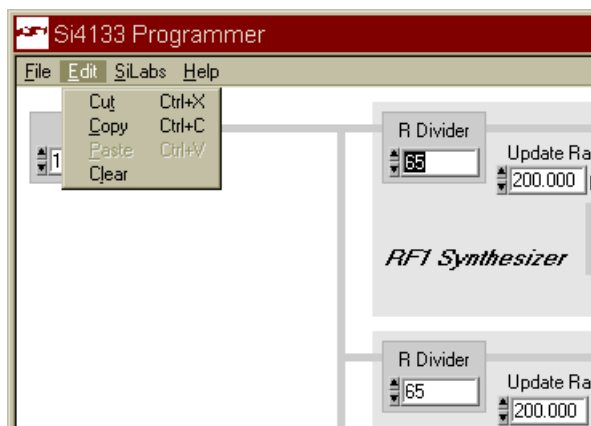 Si4133 Programmer
File Edit SiLabs Help
Cut Ctrl+X
Copy Ctrl+C
Paste Ctrl+V
Clear
1
R Divider
65
Update Ra
200.000
RF1 Synthesizer
R Divider
65
Update Ra
200.000